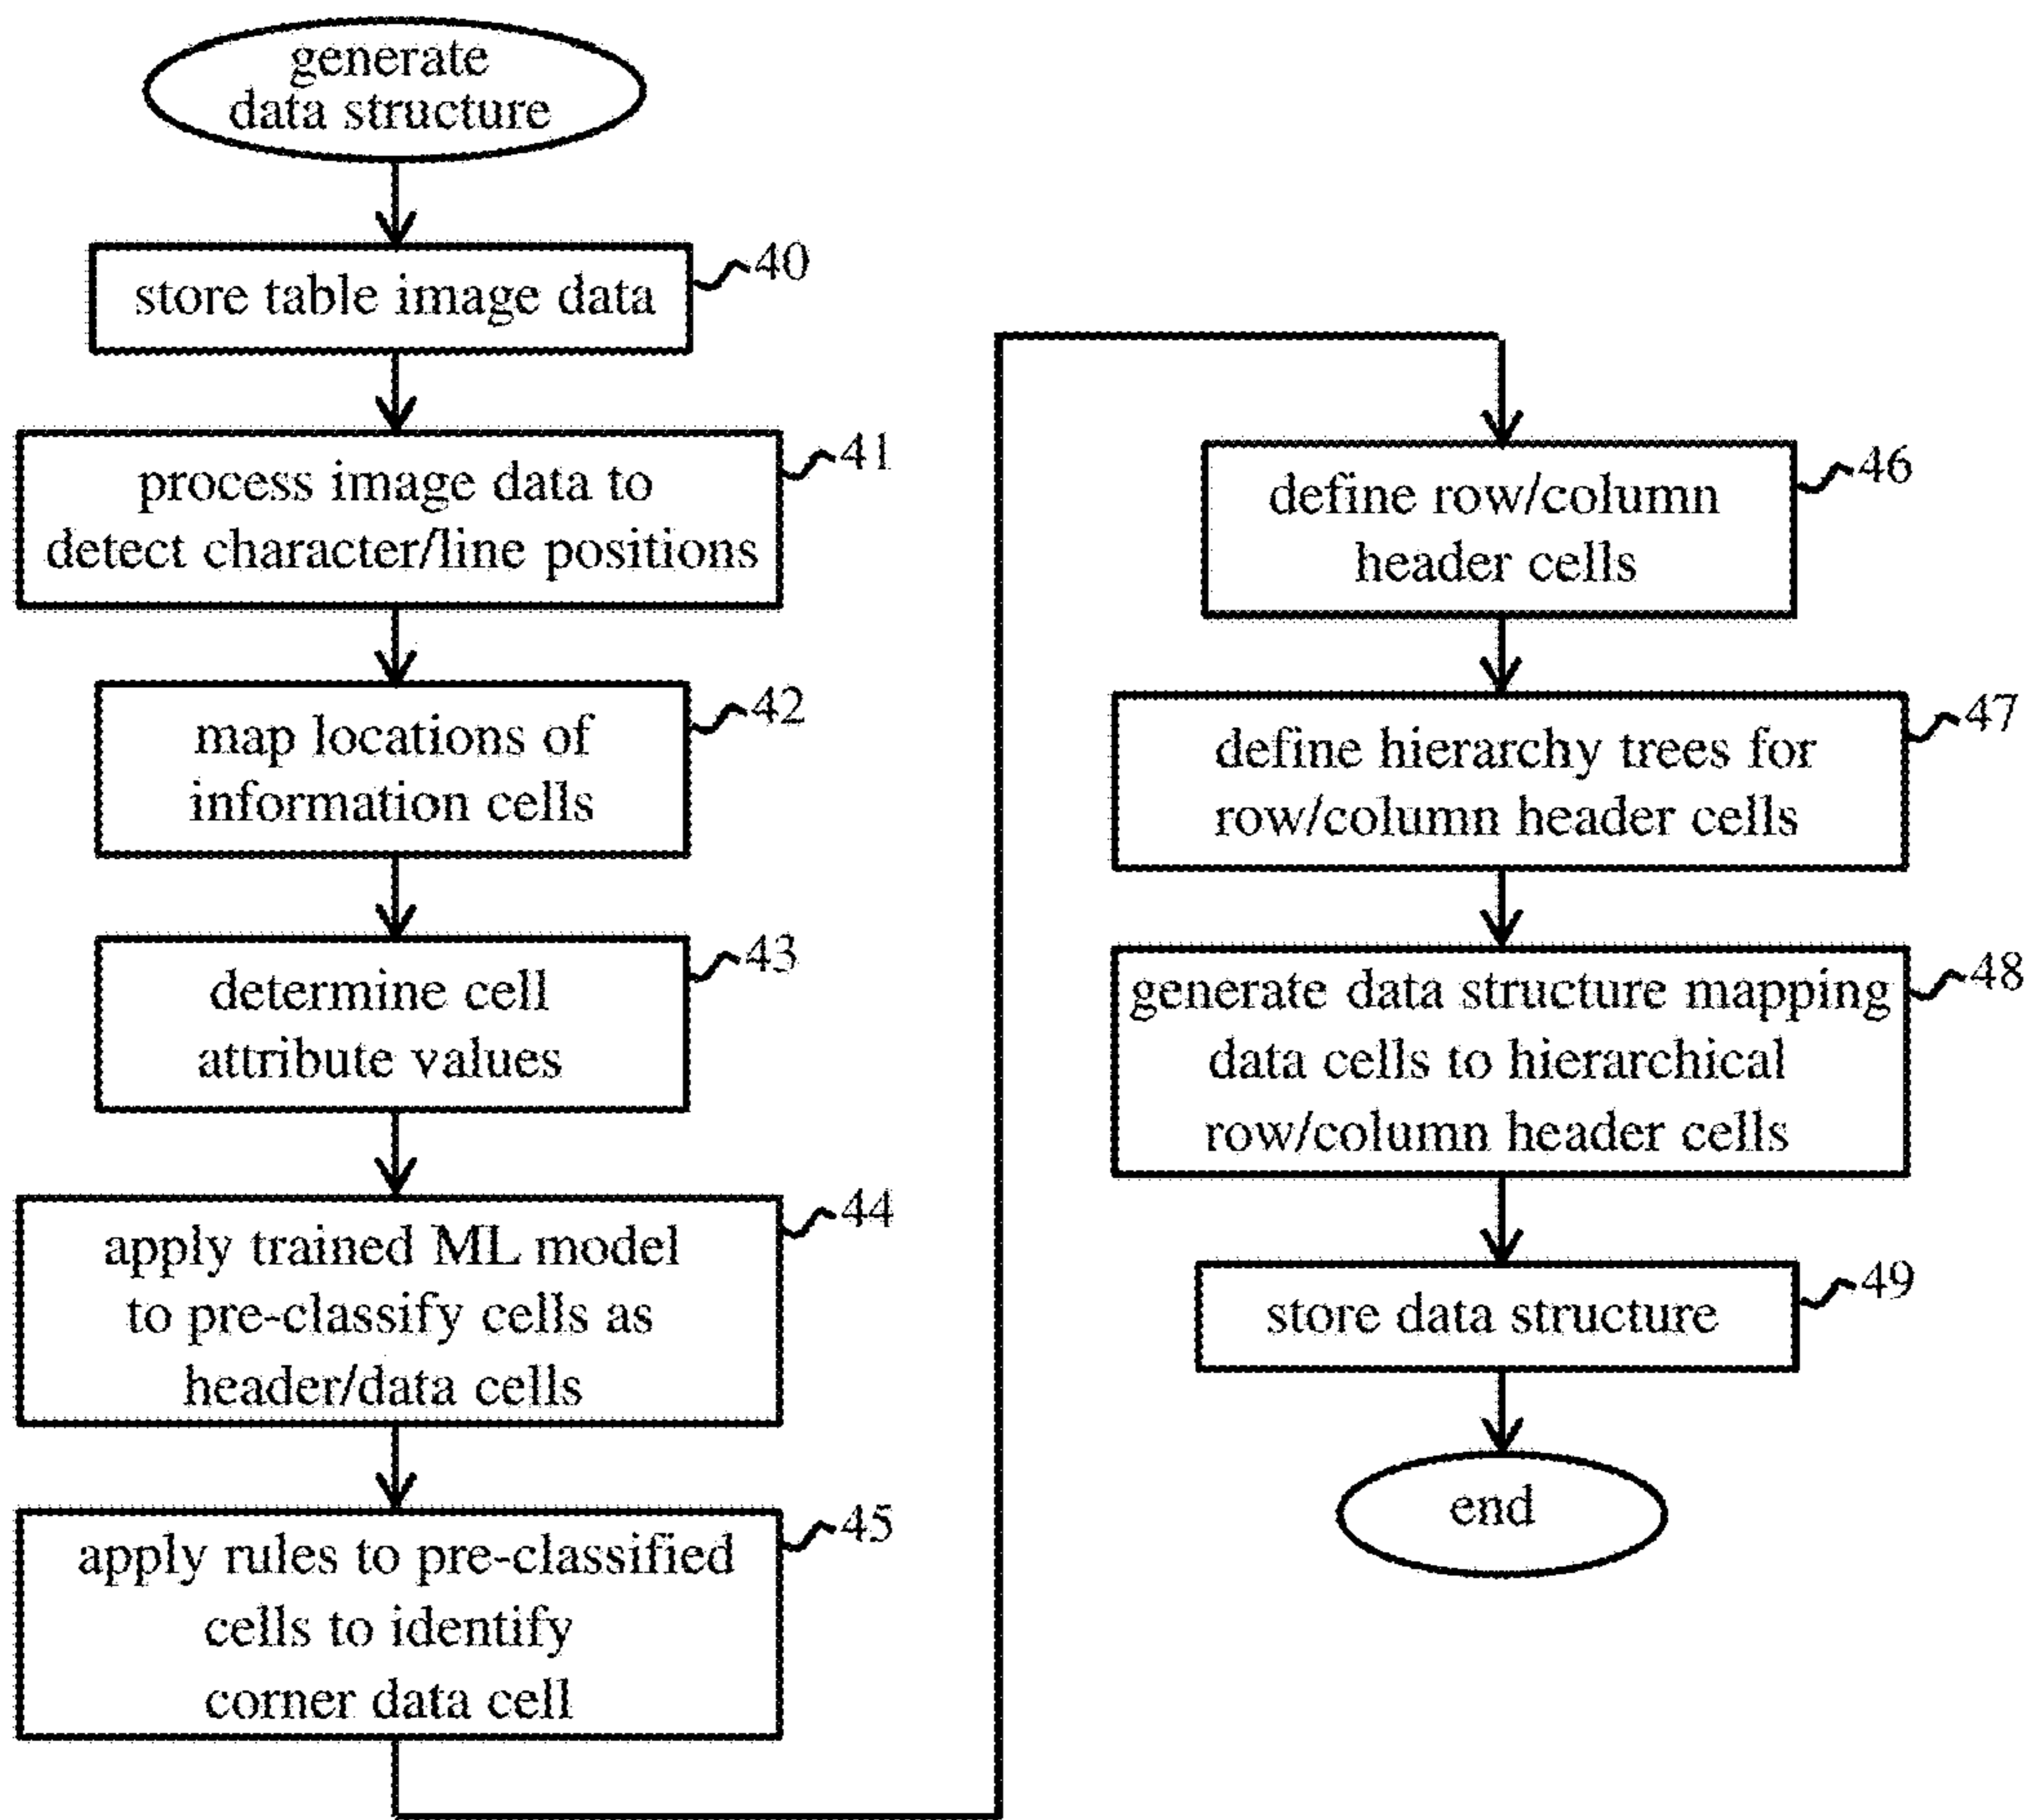 generate
data structure
store table image data
40
process image data to
detect character/line positions
41
map locations of
information cells
42
determine cell
attribute values
43
apply trained ML model
to pre-classify cells as
header/data cells
44
apply rules to pre-classified
cells to identify
corner data cell
45
define row/column
header cells
46
define hierarchy trees for
row/column header cells
47
generate data structure mapping
data cells to hierarchical
row/column header cells
48
store data structure
49
end